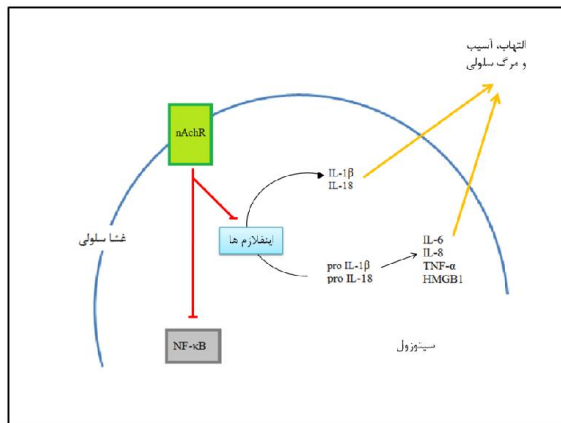 التهاب، آسیب
و مرگ سلولی
nAchR
IL-1β
IL-18
غشا سلولی
اینفلازم ها
IL-6
IL-8
TNF-α
HMGB1
pro IL-1β
pro IL-18
NF-κB
سیتوزول